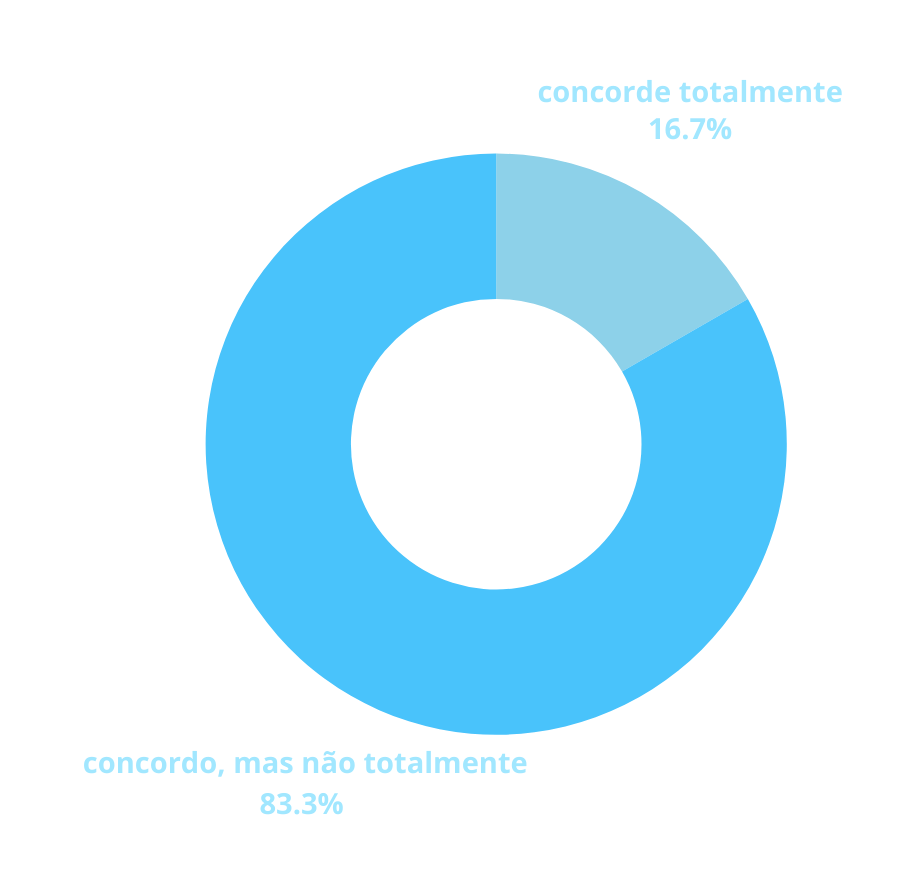 concorde totalmente
16.7%
concordo, mas não totalmente
83.3%